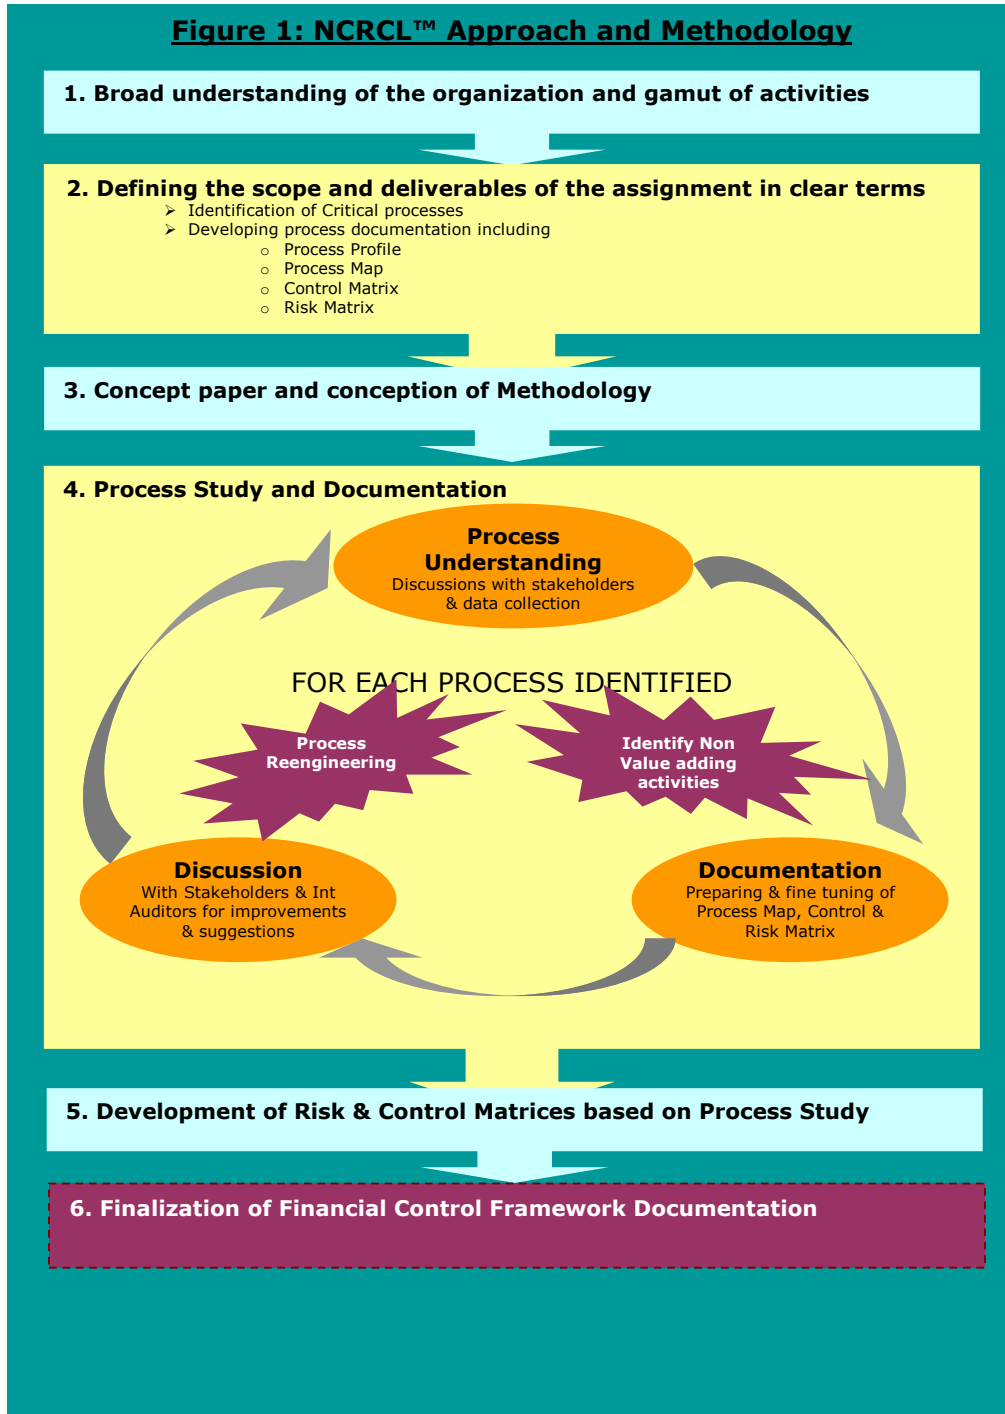 Figure 1: NCRCL™ Approach and Methodology
1. Broad understanding of the organization and gamut of activities
2. Defining the scope and deliverables of the assignment in clear terms
➢ Identification of Critical processes
➢ Developing process documentation including
o Process Profile
o Process Map
o Control Matrix
o Risk Matrix
3. Concept paper and conception of Methodology
4. Process Study and Documentation
Process
Understanding
Discussions with stakeholders
& data collection
FOR EACH PROCESS IDENTIFIED
Process
Reengineering
Identify Non
Value adding
activities
Discussion
With Stakeholders & Int
Auditors for improvements
& suggestions
Documentation
Preparing & fine tuning of
Process Map, Control &
Risk Matrix
5. Development of Risk & Control Matrices based on Process Study
6. Finalization of Financial Control Framework Documentation